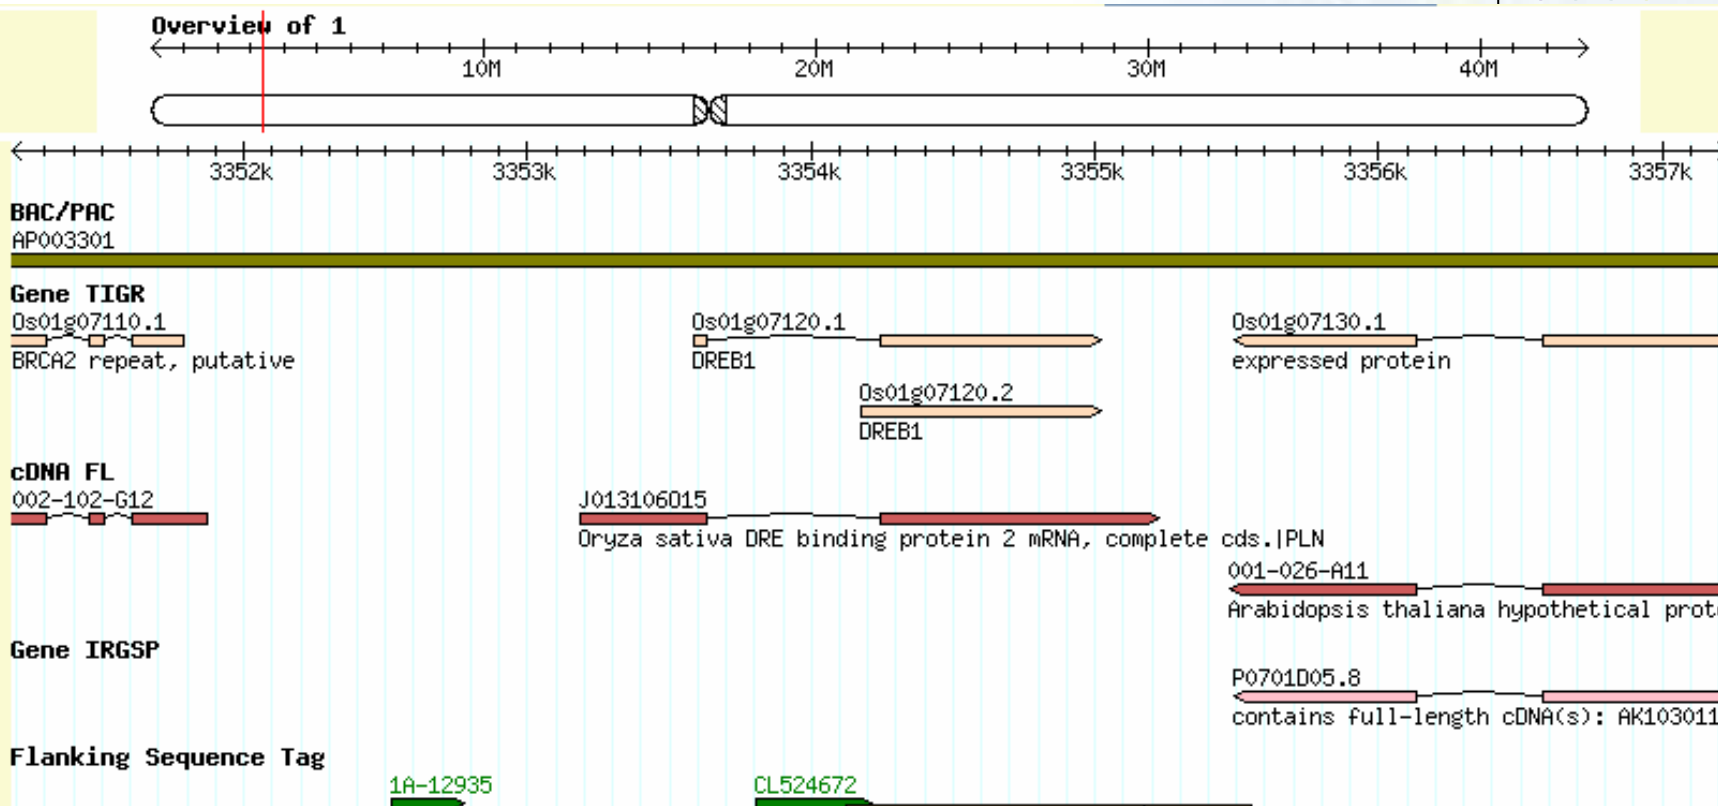 Overview of 1
10M 20M 30M 40M
3352k 3353k 3354k 3355k 3356k 3357k
BAC/PAC
AP003301
Gene TIGR
Os01g07110.1 Os01g07120.1 Os01g07130.1
BRCA2 repeat, putative DREB1 expressed protein
Os01g07120.2
DREB1
cDNA FL
002-102-G12 J013106O15
Oryza sativa DRE binding protein 2 mRNA, complete cds.|PLN
001-026-A11
Arabidopsis thaliana hypothetical prot
Gene IRGSP
P0701D05.8
contains full-length cDNA(s): AK103011
Flanking Sequence Tag
1A-12935 CL524672